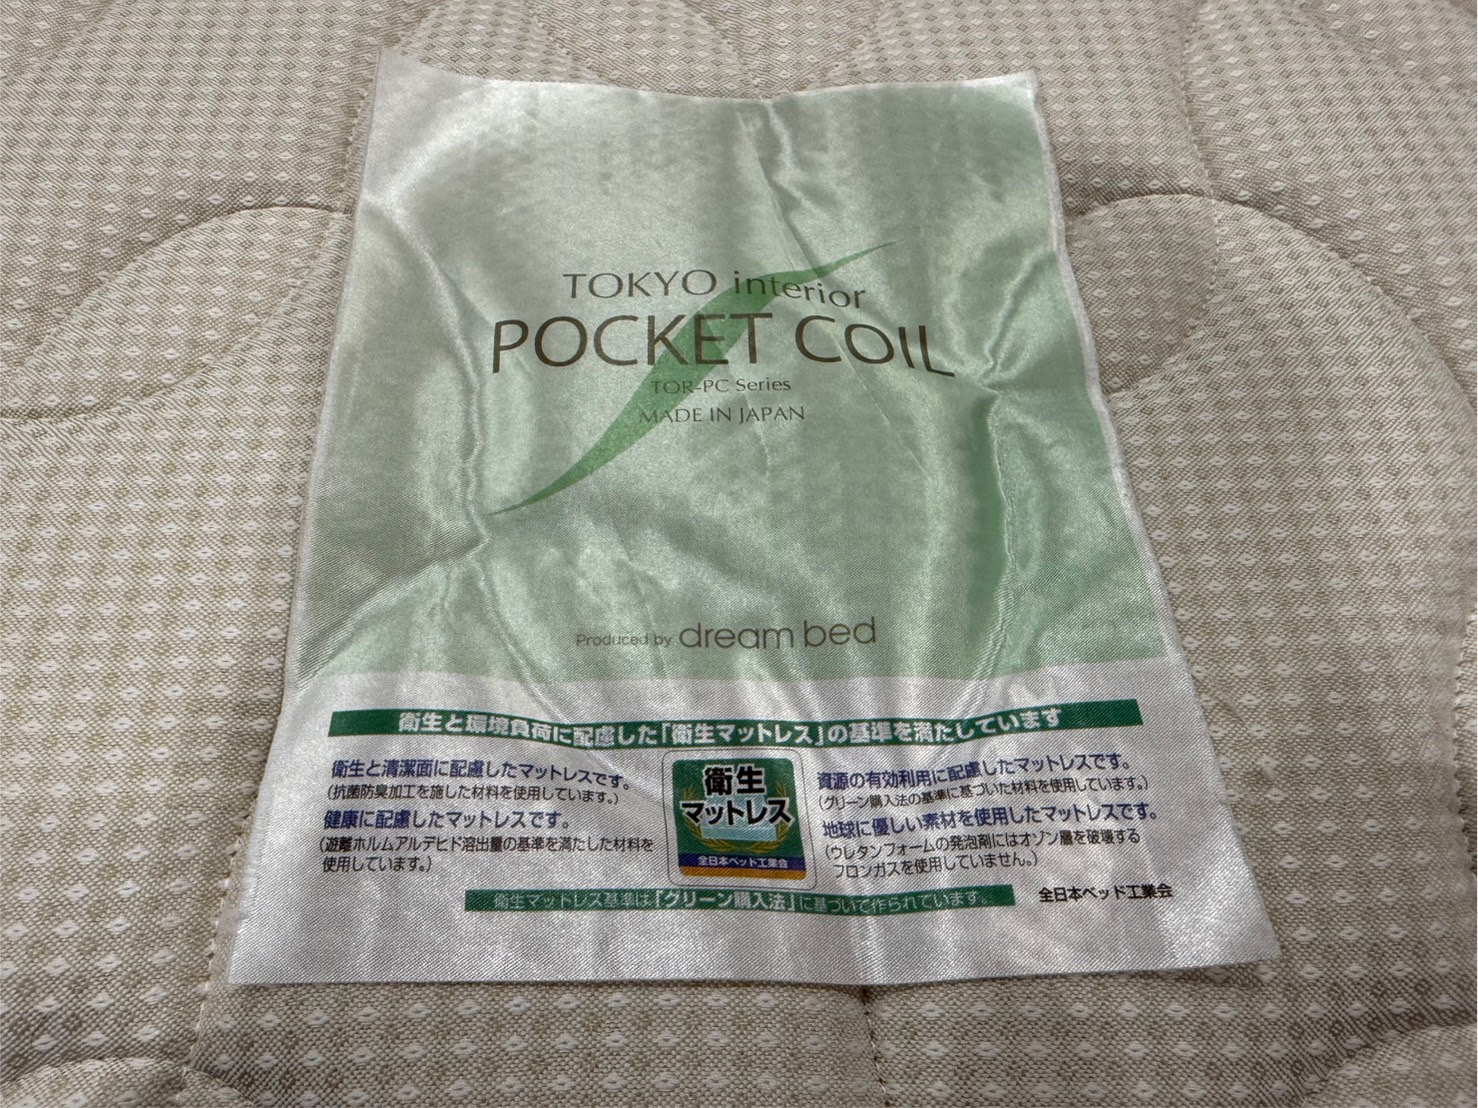 TOKYO interior
POCKET COIL
TOR-PC Series
MADE IN JAPAN
Produced by dream bed
衛生と環境負荷に配慮した「衛生マットレス」の基準を満たしています
衛生と清潔面に配慮したマットレスです。
(抗菌防臭加工を施した材料を使用しています。)
健康に配慮したマットレスです。
(遊離ホルムアルデヒド溶出量の基準を満たした材料を
使用しています。)
衛生
マットレス
全日本ベッド工業会
資源の有効利用に配慮したマットレスです。
(グリーン購入法の基準に基づいた材料を使用しています。)
地球に優しい素材を使用したマットレスです。
(ウレタンフォームの発泡剤にはオゾン層を破壊する
フロンガスを使用していません。)
衛生マットレス基準は「グリーン購入法」に基づいて作られています。
全日本ベッド工業会